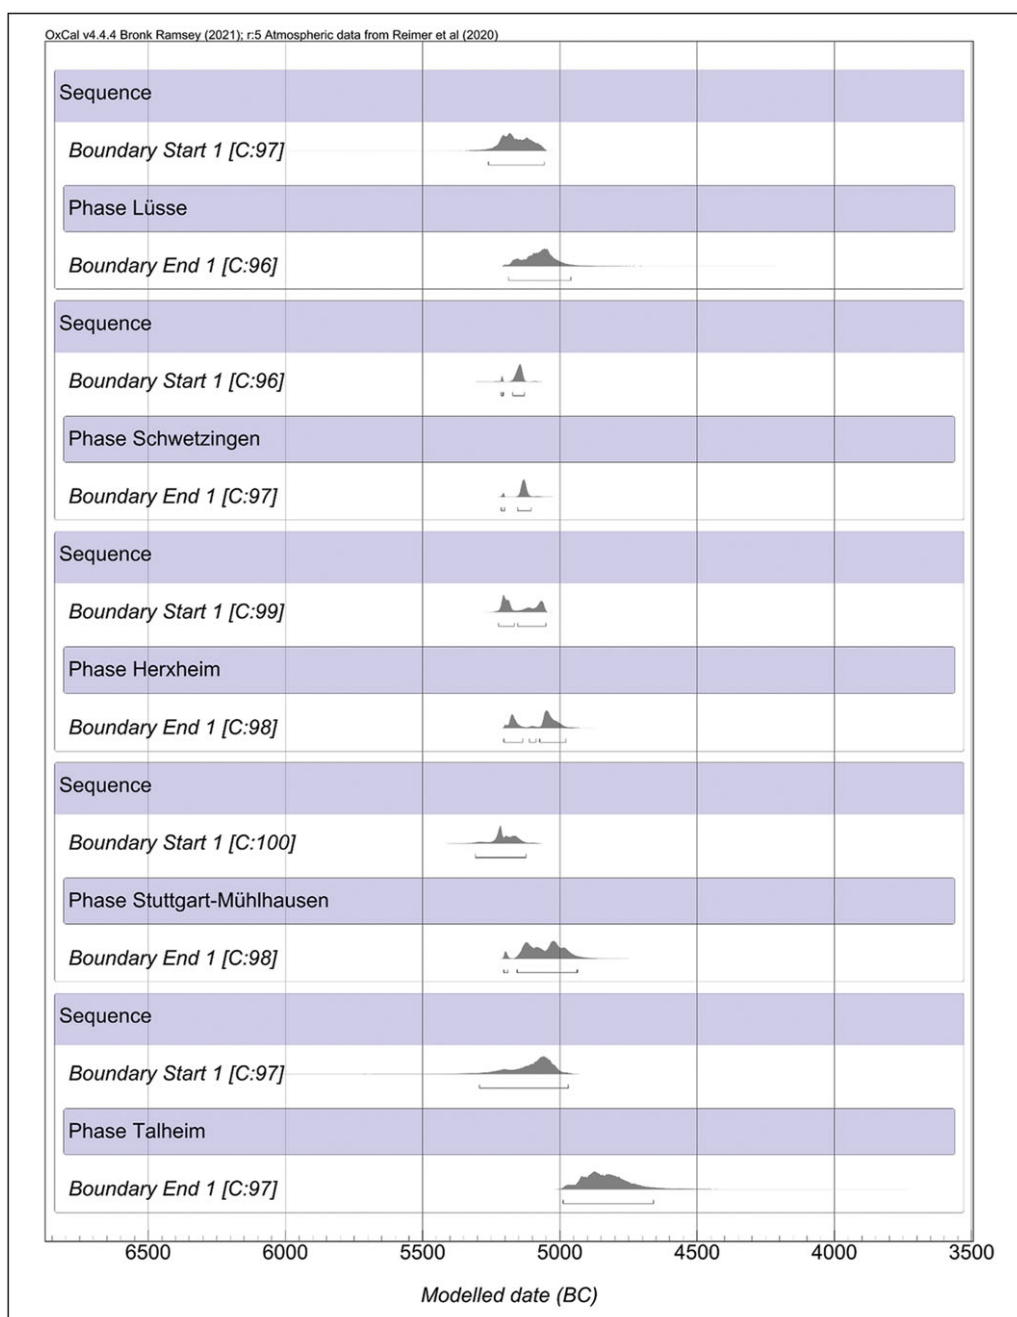 OxCal v4.4.4 Bronk Ramsey (2021); r:5 Atmospheric data from Reimer et al (2020)
Sequence
Boundary Start 1 [C:97]
Phase Lüsse
Boundary End 1 [C:96]
Sequence
Boundary Start 1 [C:96]
Phase Schwetzingen
Boundary End 1 [C:97]
Sequence
Boundary Start 1 [C:99]
Phase Herxheim
Boundary End 1 [C:98]
Sequence
Boundary Start 1 [C:100]
Phase Stuttgart-Mühlhausen
Boundary End 1 [C:98]
Sequence
Boundary Start 1 [C:97]
Phase Talheim
Boundary End 1 [C:97]
6500 6000 5500 5000 4500 4000 3500
Modelled date (BC)